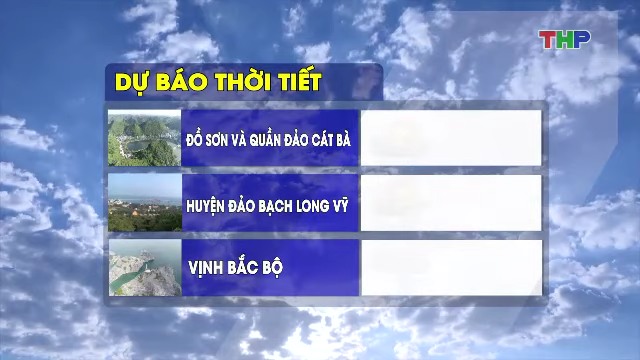 THP
DỰ BÁO THỜI TIẾT
ĐỒ SƠN VÀ QUẦN ĐẢO CÁT BÀ
HUYỆN ĐẢO BẠCH LONG VỸ
VỊNH BẮC BỘ